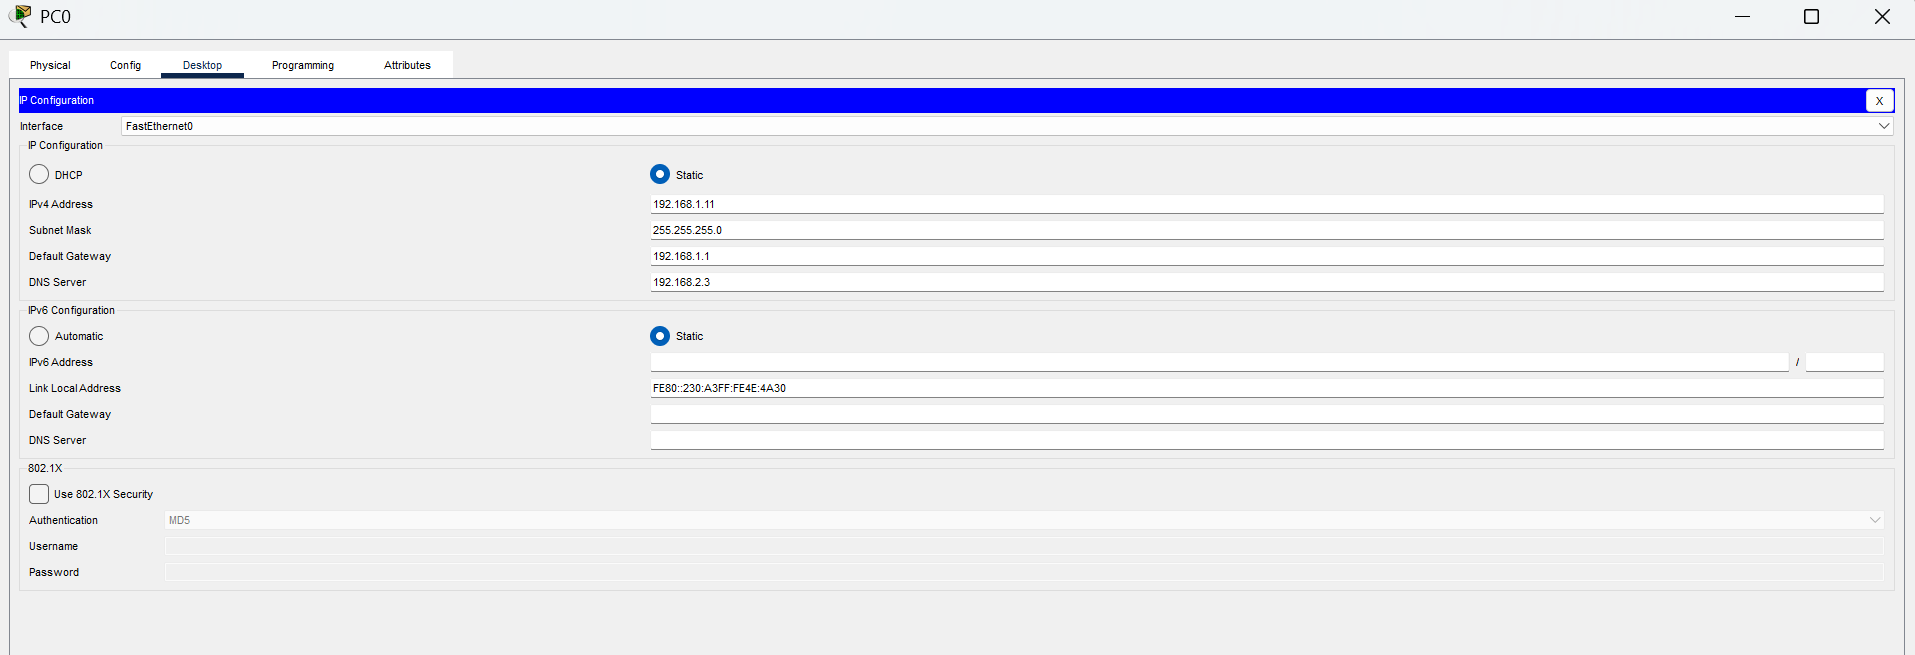 PC0
Physical Config Desktop Programming Attributes
IP Configuration X
Interface FastEthernet0
IP Configuration
DHCP Static
IPv4 Address 192.168.1.11
Subnet Mask 255.255.255.0
Default Gateway 192.168.1.1
DNS Server 192.168.2.3
IPv6 Configuration
Automatic Static
IPv6 Address /
Link Local Address FE80::230:A3FF:FE4E:4A30
Default Gateway
DNS Server
802.1X
Use 802.1X Security
Authentication MD5
Username
Password